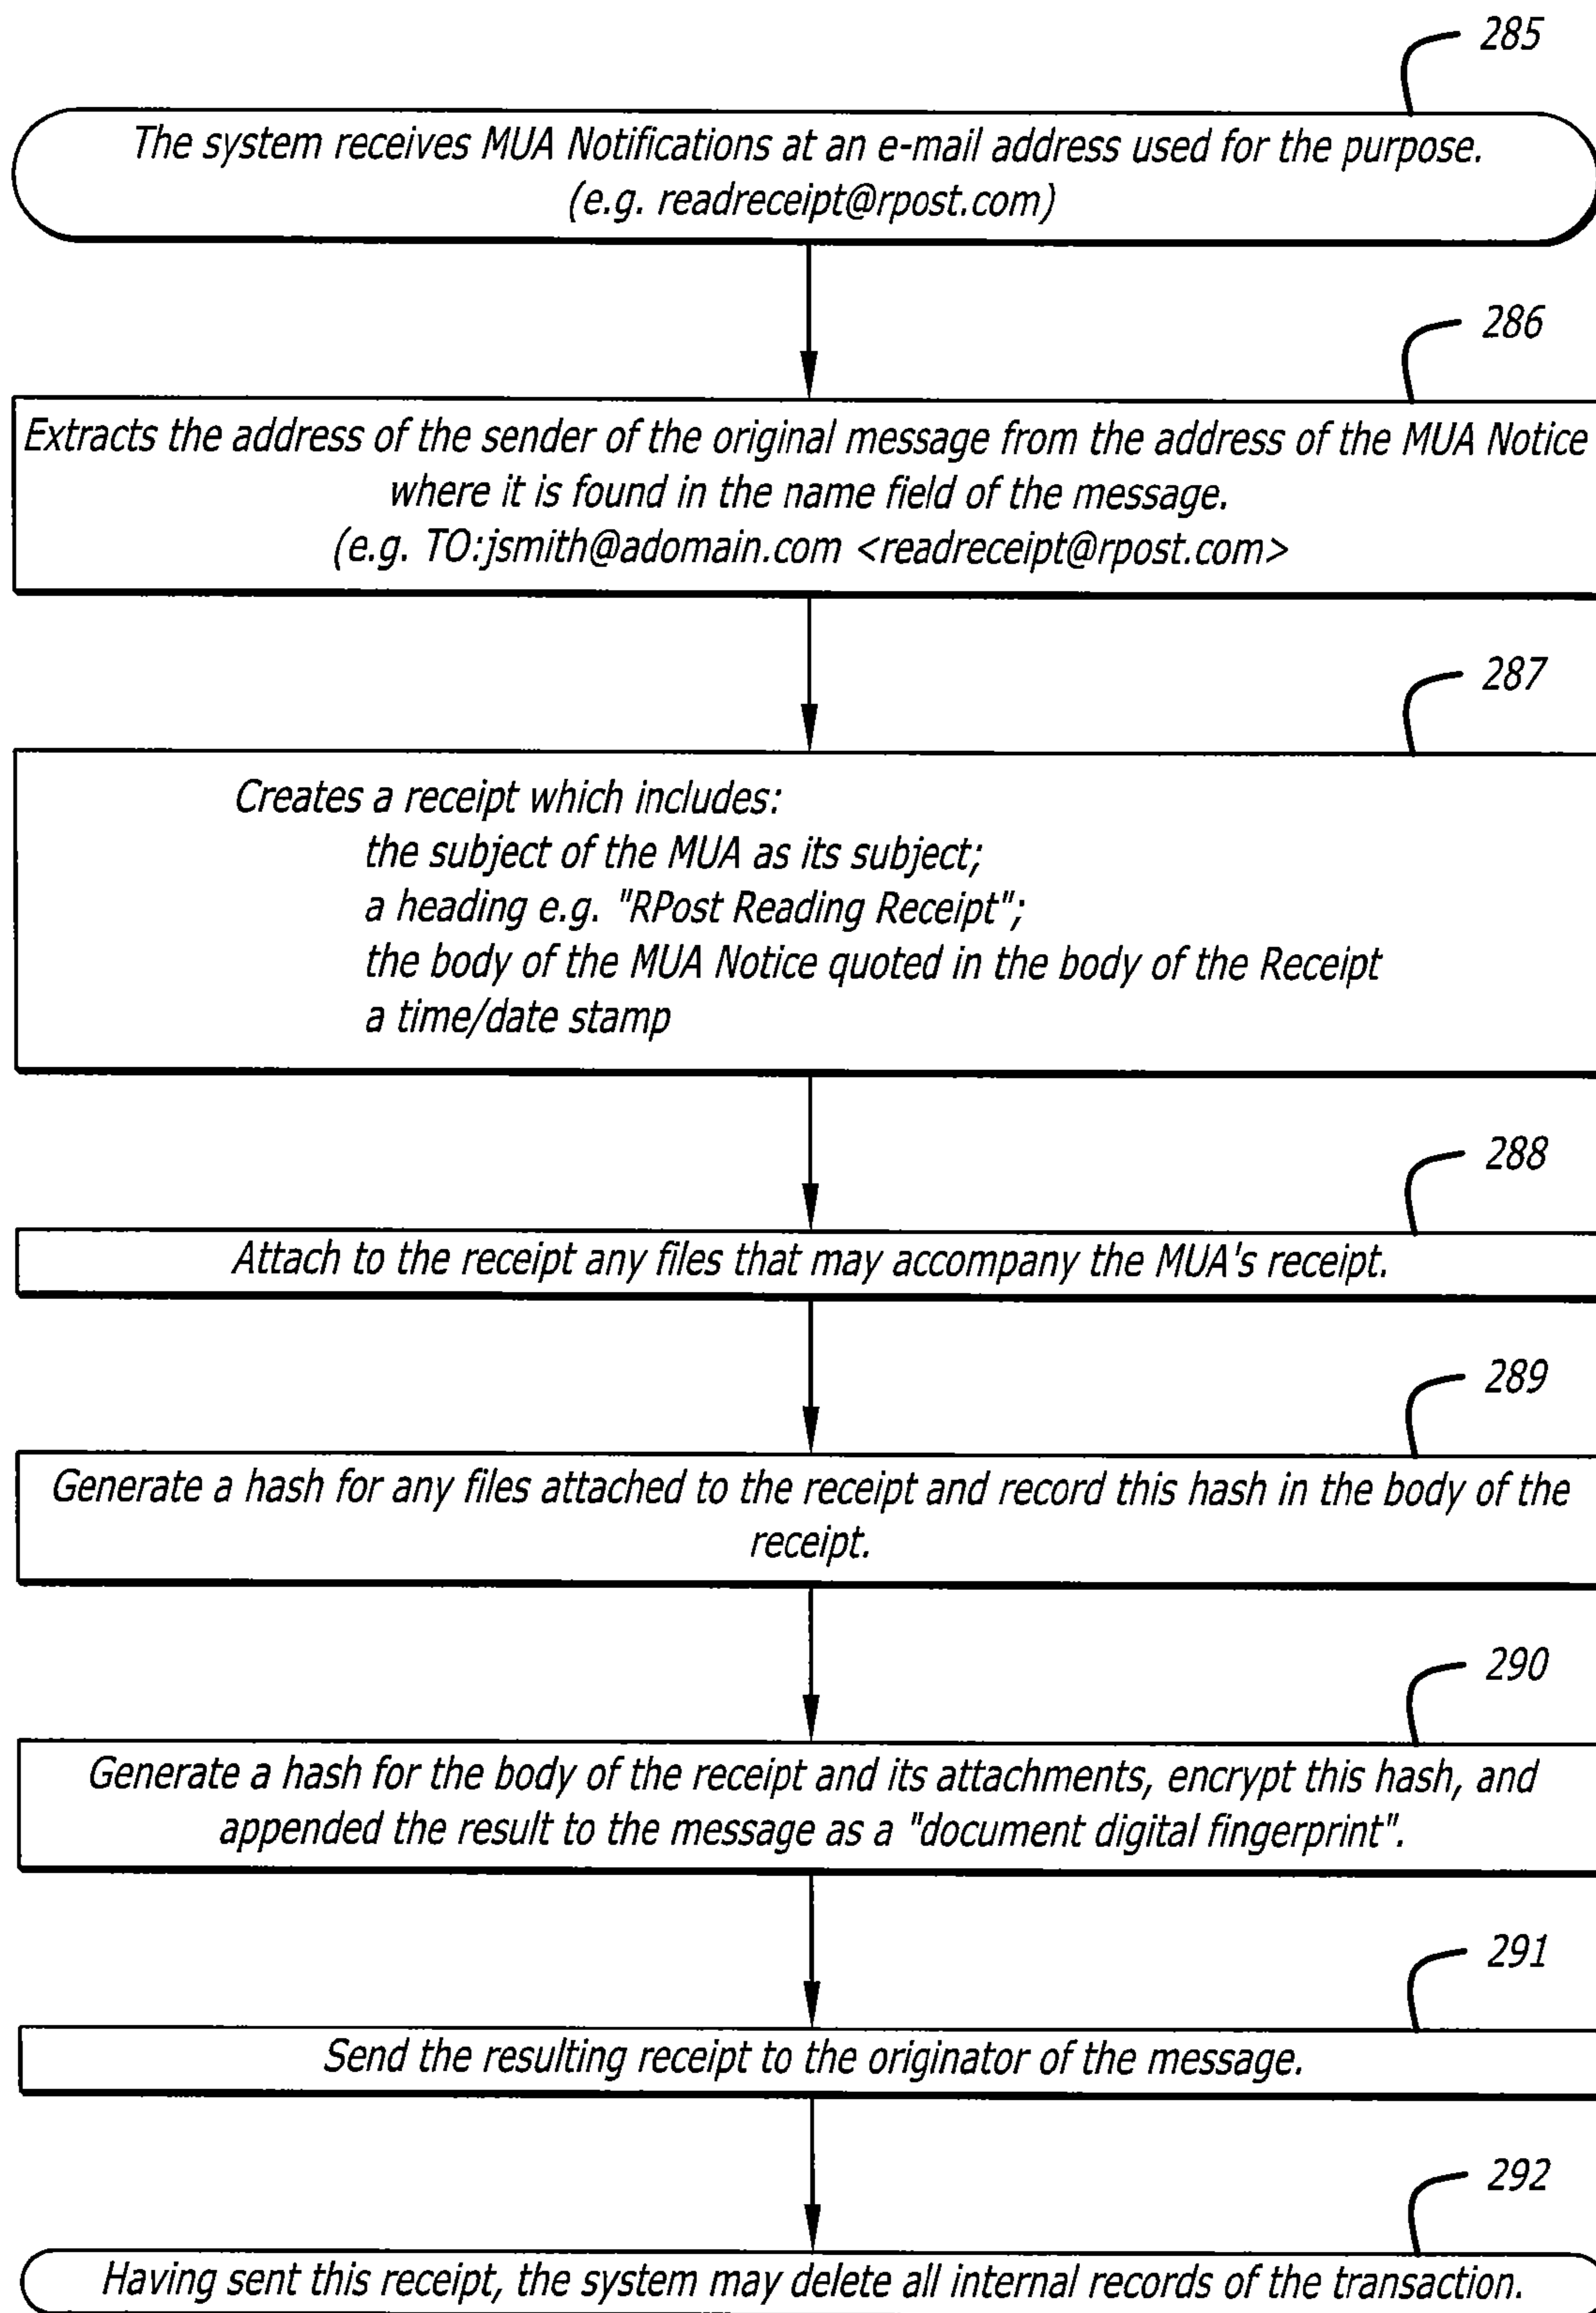 285
The system receives MUA Notifications at an e-mail address used for the purpose.
(e.g. readreceipt@rpost.com)
286
Extracts the address of the sender of the original message from the address of the MUA Notice
where it is found in the name field of the message.
(e.g. TO:jsmith@adomain.com <readreceipt@rpost.com>
287
Creates a receipt which includes:
the subject of the MUA as its subject;
a heading e.g. "RPost Reading Receipt";
the body of the MUA Notice quoted in the body of the Receipt
a time/date stamp
288
Attach to the receipt any files that may accompany the MUA's receipt.
289
Generate a hash for any files attached to the receipt and record this hash in the body of the
receipt.
290
Generate a hash for the body of the receipt and its attachments, encrypt this hash, and
appended the result to the message as a "document digital fingerprint".
291
Send the resulting receipt to the originator of the message.
292
Having sent this receipt, the system may delete all internal records of the transaction.